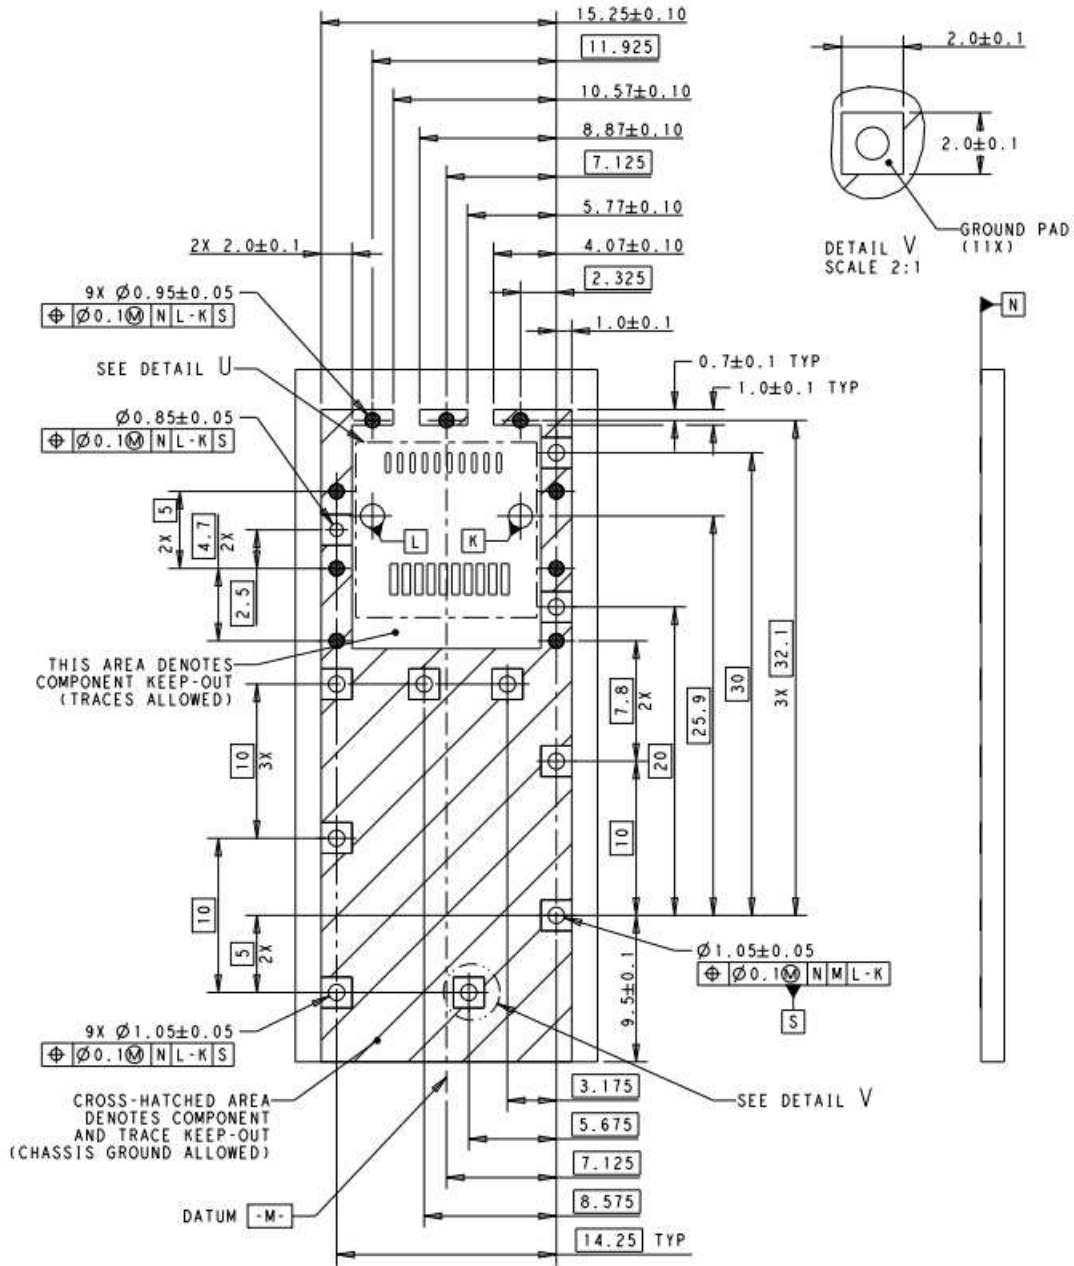 15.25±0.10
11.925
10.57±0.10
8.87±0.10
7.125
5.77±0.10
4.07±0.10
2.325
1.0±0.1
2X 2.0±0.1
2.0±0.1
2.0±0.1
GROUND PAD
(11X)
DETAIL V
SCALE 2:1
N
9X Ø0.95±0.05
⌖ Ø0.1Ⓜ N L-K S
SEE DETAIL U
0.7±0.1 TYP
1.0±0.1 TYP
Ø0.85±0.05
⌖ Ø0.1Ⓜ N L-K S
5
2X
4.7
2X
2.5
L
K
THIS AREA DENOTES
COMPONENT KEEP-OUT
(TRACES ALLOWED)
7.8
2X
20
25.9
30
3X 32.1
10
3X
10
10
5
2X
9.5±0.1
Ø1.05±0.05
⌖ Ø0.1Ⓜ N M L-K
S
9X Ø1.05±0.05
⌖ Ø0.1Ⓜ N L-K S
CROSS-HATCHED AREA
DENOTES COMPONENT
AND TRACE KEEP-OUT
(CHASSIS GROUND ALLOWED)
SEE DETAIL V
3.175
5.675
7.125
8.575
DATUM -M-
14.25 TYP